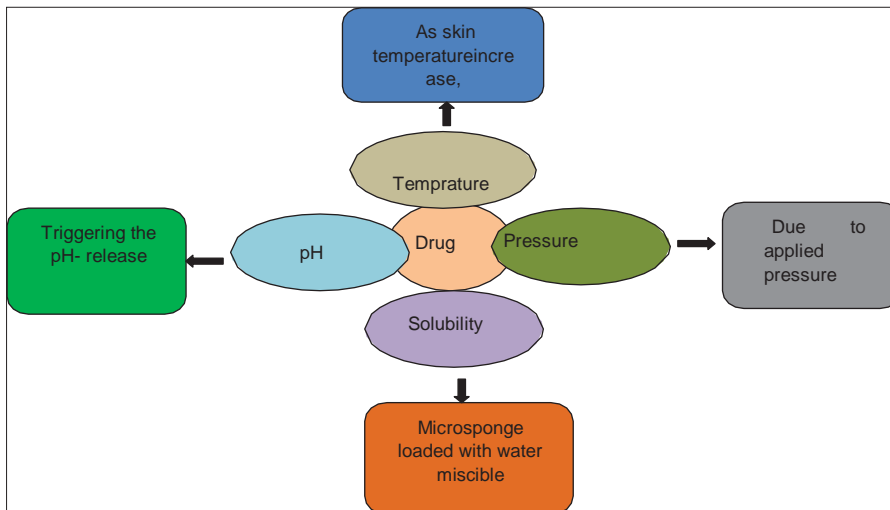 As skin
temperatureincre
ase,
Temprature
Triggering the
pH- release
pH
Drug
Pressure
Due to
applied
pressure
Solubility
Microsponge
loaded with water
miscible